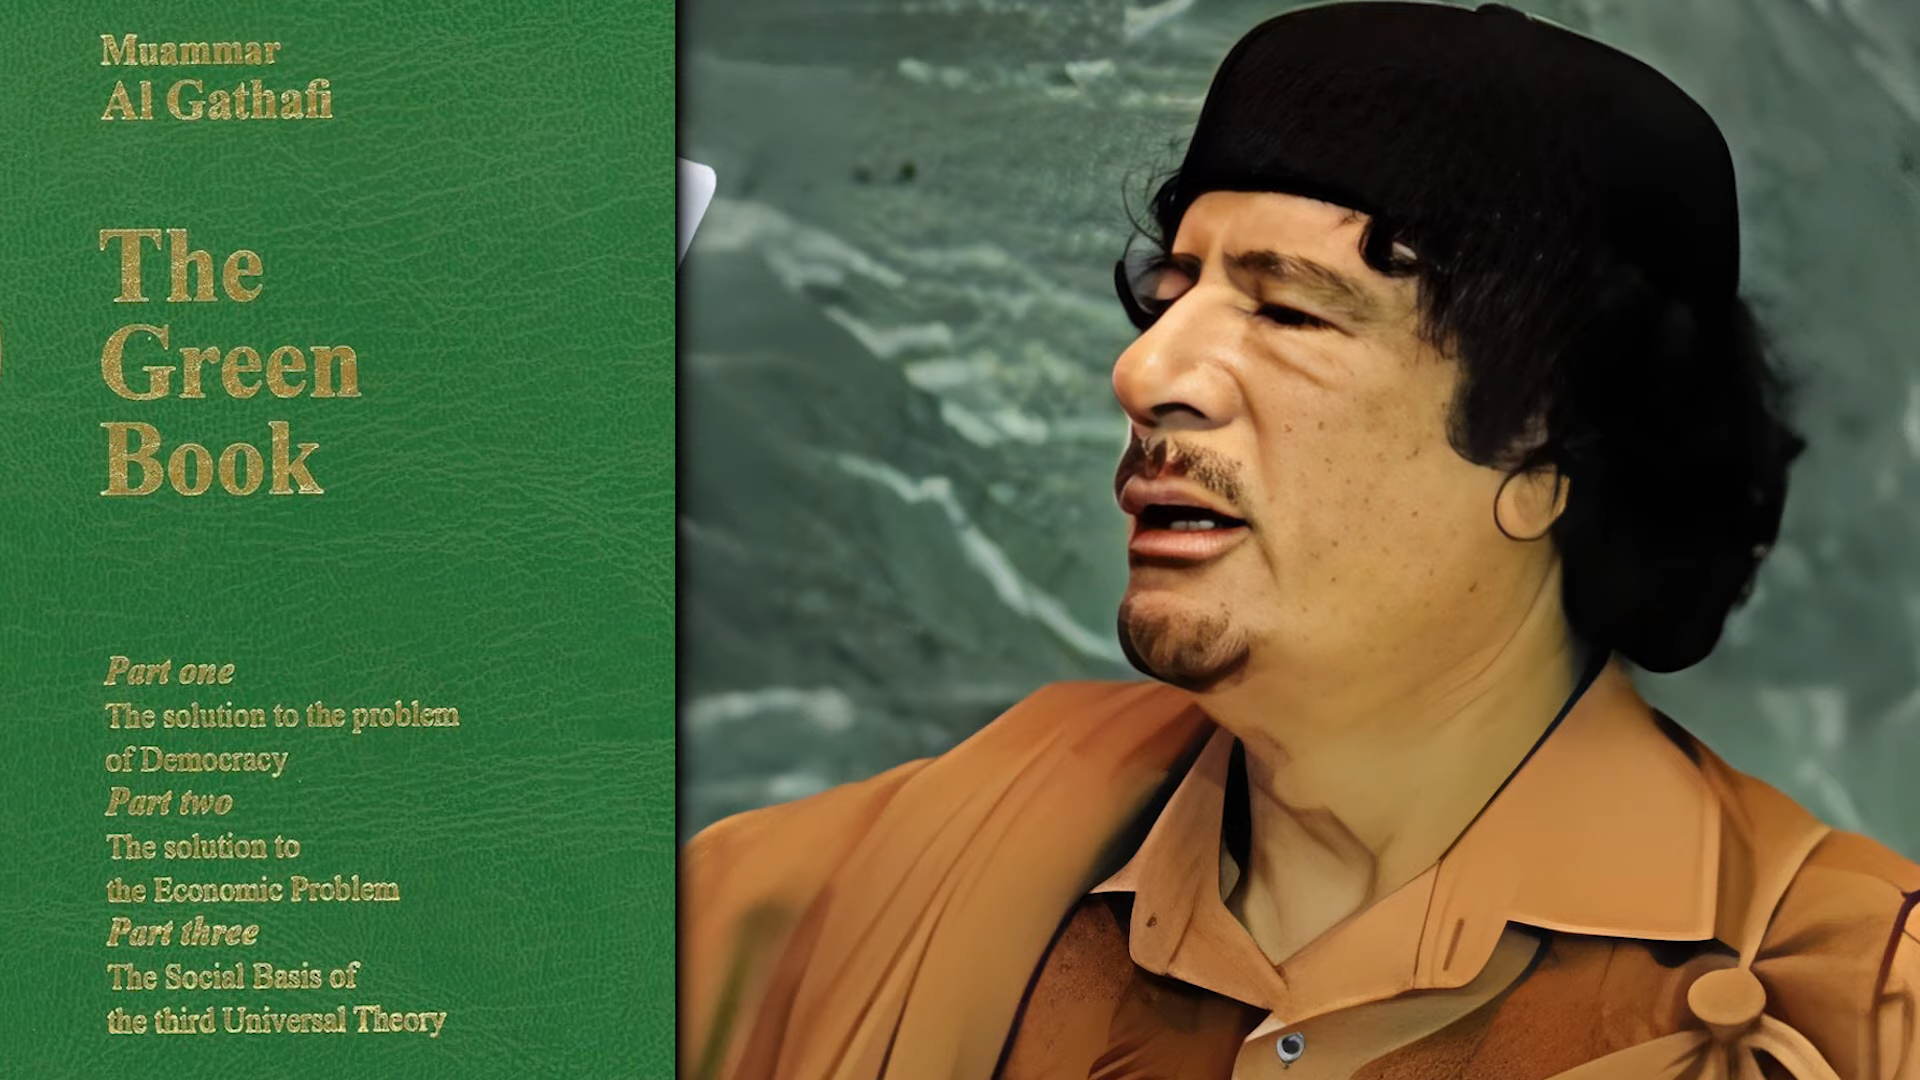 Muammar
Al Gathafi
The
Green
Book
Part one
The solution to the problem
of Democracy
Part two
The solution to
the Economic Problem
Part three
The Social Basis of
the third Universal Theory